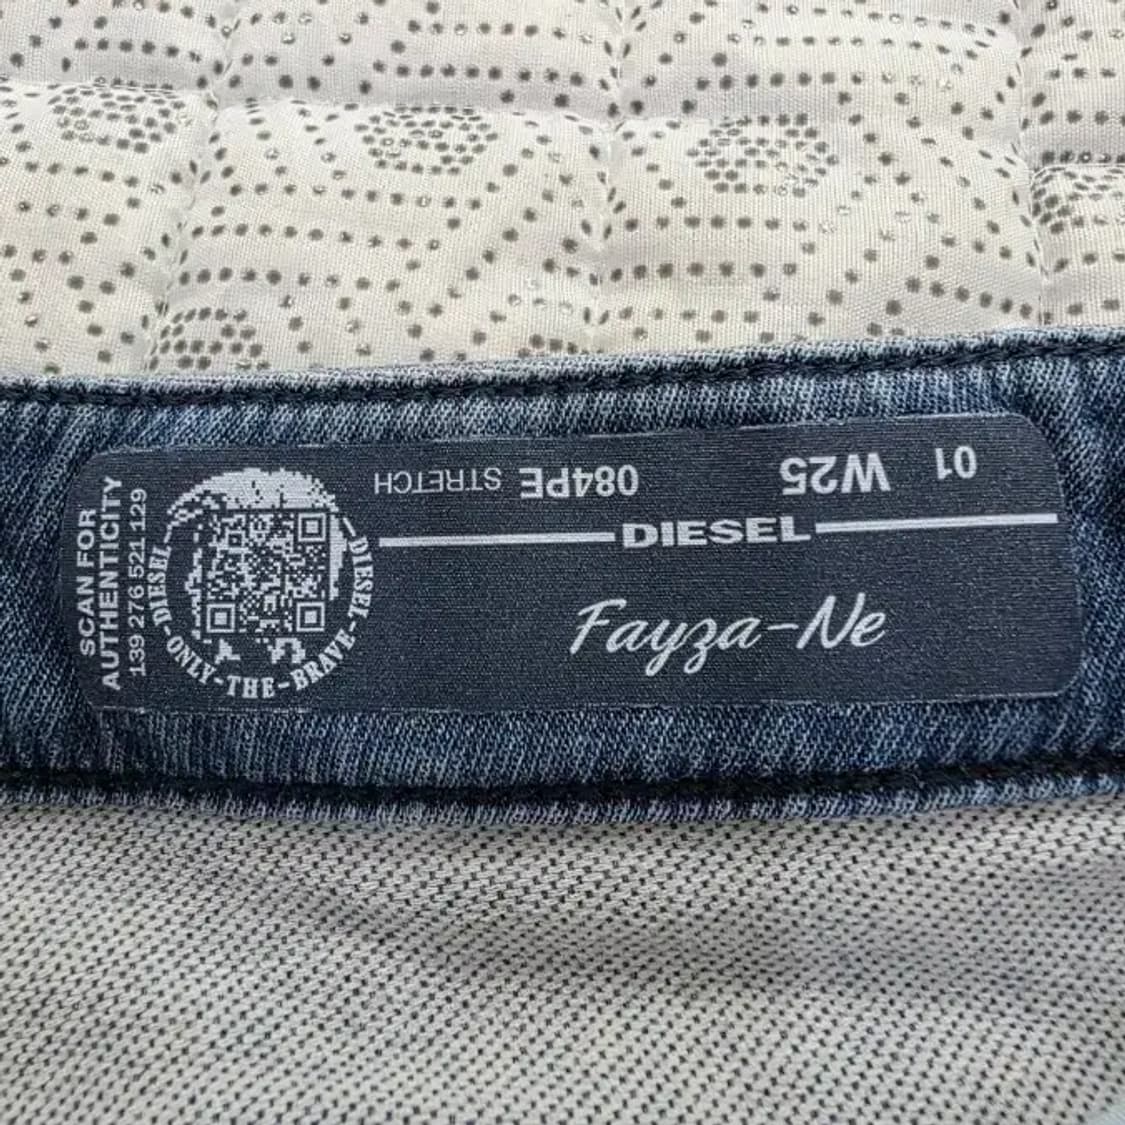 SCAN FOR
AUTHENTICITY
139 276 521 129
DIESEL-ONLY-THE-BRAVE-DIESEL
01 W25 084PE STRETCH
DIESEL
Fayza-Ne